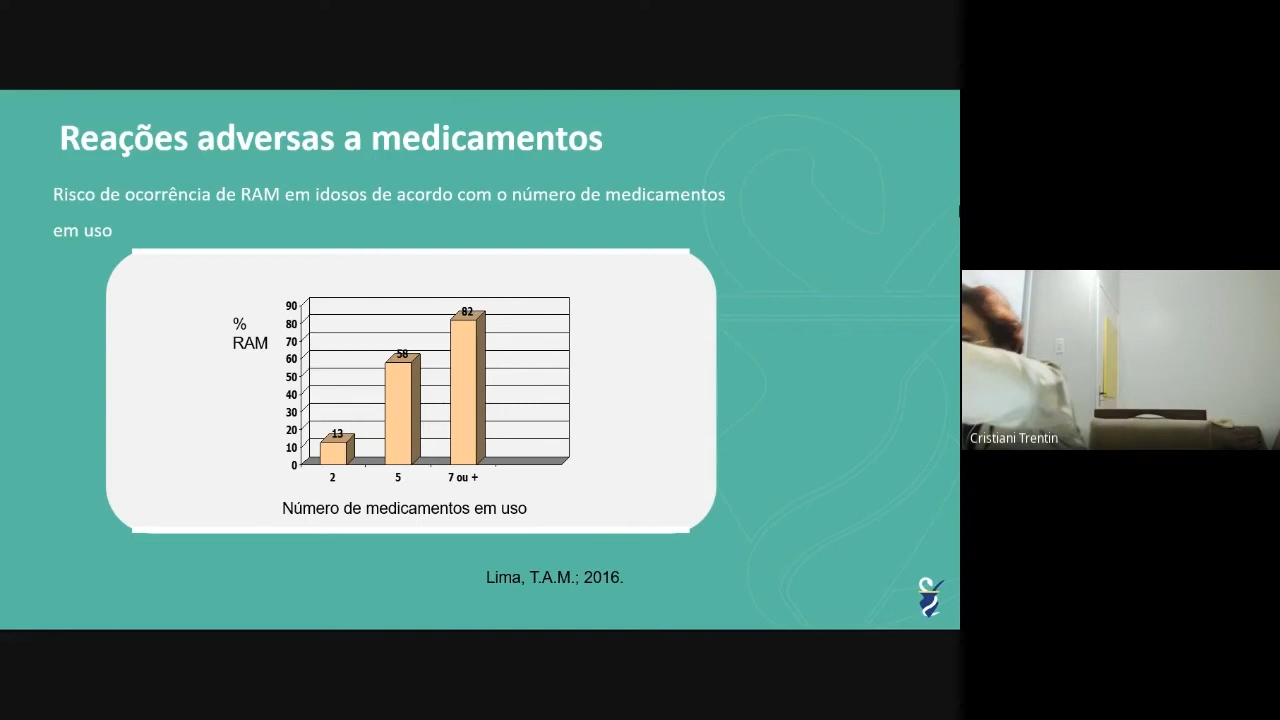 Reações adversas a medicamentos
Risco de ocorrência de RAM em idosos de acordo com o número de medicamentos
em uso
%
RAM
90
80
70
60
50
40
30
20
10
0
13
58
82
2
5
7 ou +
Número de medicamentos em uso
Lima, T.A.M.; 2016.
Cristiani Trentin